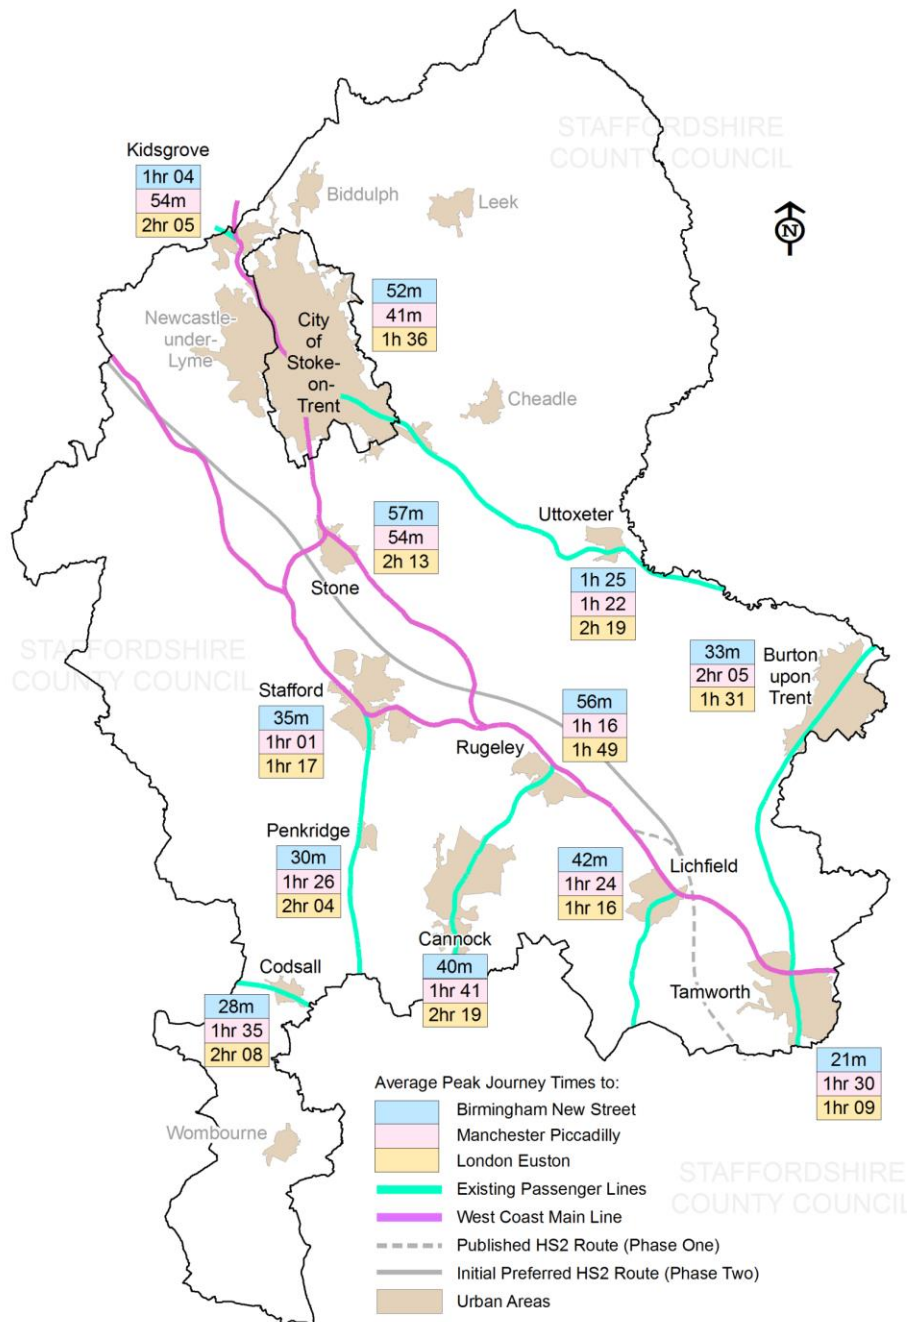 STAFFORDSHIRE
COUNTY COUNCIL
Kidsgrove
1hr 04
54m
2hr 05
Biddulph
Leek
N
52m
41m
1h 36
Newcastle-
under-
Lyme
City
of
Stoke-
on-
Trent
Cheadle
57m
54m
2h 13
Stone
Uttoxeter
1h 25
1h 22
2h 19
STAFFORDSHIRE
COUNTY COUNCIL
33m
2hr 05
1h 31
Burton
upon
Trent
Stafford
35m
1hr 01
1hr 17
56m
1h 16
1h 49
Rugeley
Penkridge
30m
1hr 26
2hr 04
42m
1hr 24
1hr 16
Lichfield
Cannock
40m
1hr 41
2hr 19
Codsall
28m
1hr 35
2hr 08
Tamworth
21m
1hr 30
1hr 09
Wombourne
Average Peak Journey Times to:
Birmingham New Street
Manchester Piccadilly
London Euston
Existing Passenger Lines
West Coast Main Line
Published HS2 Route (Phase One)
Initial Preferred HS2 Route (Phase Two)
Urban Areas
STAFFORDSHIRE
COUNTY COUNCIL